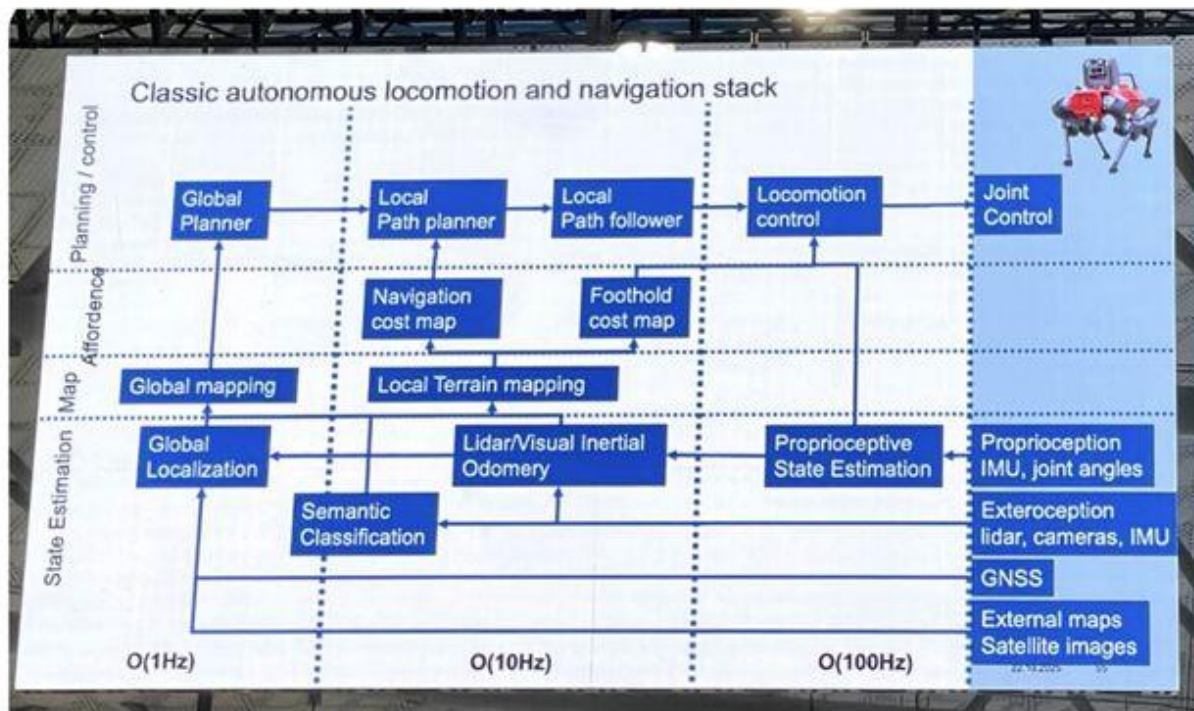 Classic autonomous locomotion and navigation stack
Planning / control
Global
Planner
Local
Path planner
Local
Path follower
Locomotion
control
Joint
Control
Affordence
Navigation
cost map
Foothold
cost map
Map
Global mapping
Local Terrain mapping
State Estimation
Global
Localization
Lidar/Visual Inertial
Odomery
Proprioceptive
State Estimation
Proprioception
IMU, joint angles
Semantic
Classification
Exteroception
lidar, cameras, IMU
GNSS
External maps
Satellite images
O(1Hz)
O(10Hz)
O(100Hz)